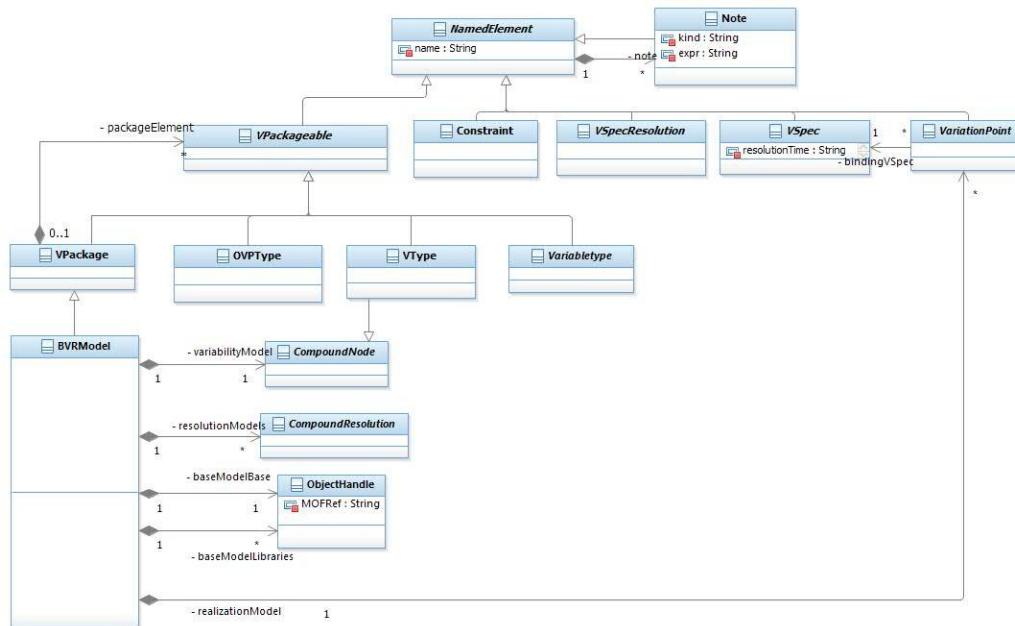 NamedElement
name : String
Note
kind : String
expr : String
- note
1
*
- packageElement
*
VPackageable
Constraint
VSpecResolution
VSpec
resolutionTime : String
1
*
VariationPoint
- bindingVSpec
*
0..1
VPackage
OVPType
VType
Variabletype
BVRModel
- variabilityModel
1
1
CompoundNode
- resolutionModels
1
*
CompoundResolution
- baseModelBase
1
1
ObjectHandle
MOFRef : String
1
*
- baseModelLibraries
- realizationModel
1